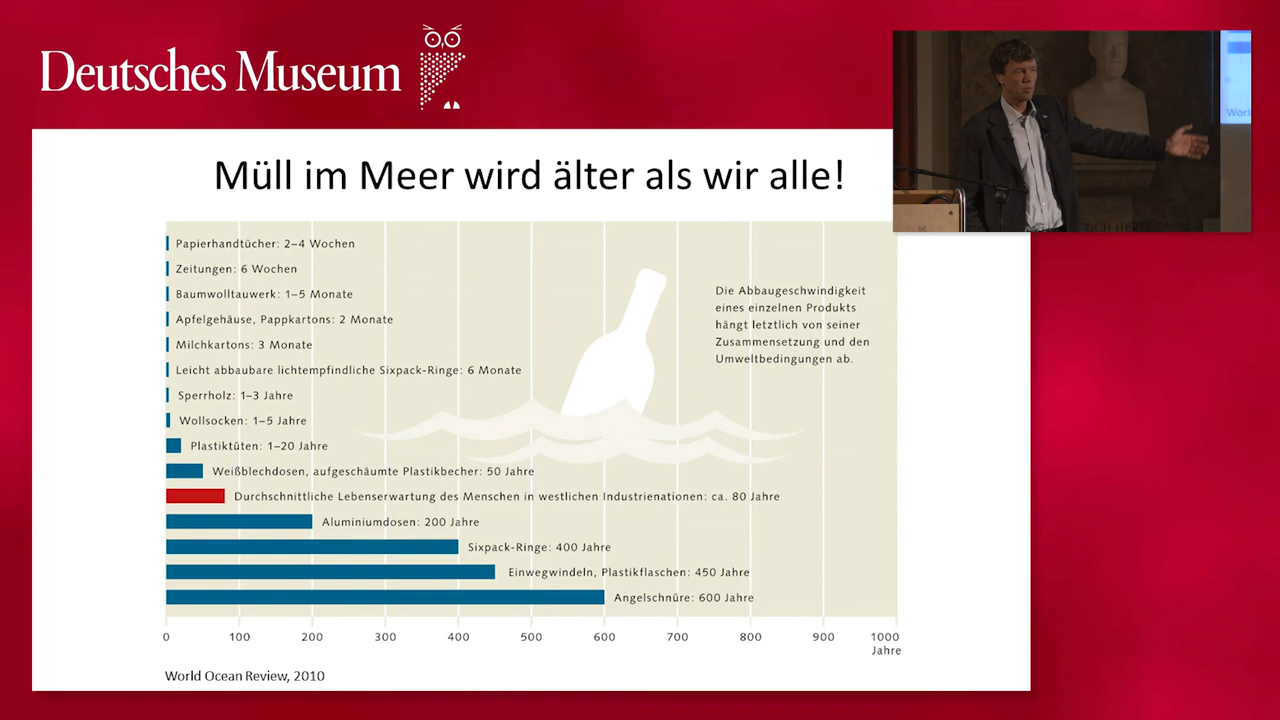 Deutsches Museum
Müll im Meer wird älter als wir alle!
Papierhandtücher: 2–4 Wochen
Zeitungen: 6 Wochen
Baumwolltauwerk: 1–5 Monate
Apfelgehäuse, Pappkartons: 2 Monate
Milchkartons: 3 Monate
Leicht abbaubare lichtempfindliche Sixpack-Ringe: 6 Monate
Sperrholz: 1–3 Jahre
Wollsocken: 1–5 Jahre
Plastiktüten: 1–20 Jahre
Weißblechdosen, aufgeschäumte Plastikbecher: 50 Jahre
Durchschnittliche Lebenserwartung des Menschen in westlichen Industrienationen: ca. 80 Jahre
Aluminiumdosen: 200 Jahre
Sixpack-Ringe: 400 Jahre
Einwegwindeln, Plastikflaschen: 450 Jahre
Angelschnüre: 600 Jahre
Die Abbaugeschwindigkeit
eines einzelnen Produkts
hängt letztlich von seiner
Zusammensetzung und den
Umweltbedingungen ab.
0 100 200 300 400 500 600 700 800 900 1000
Jahre
World Ocean Review, 2010
Worl
RICH HERTZ